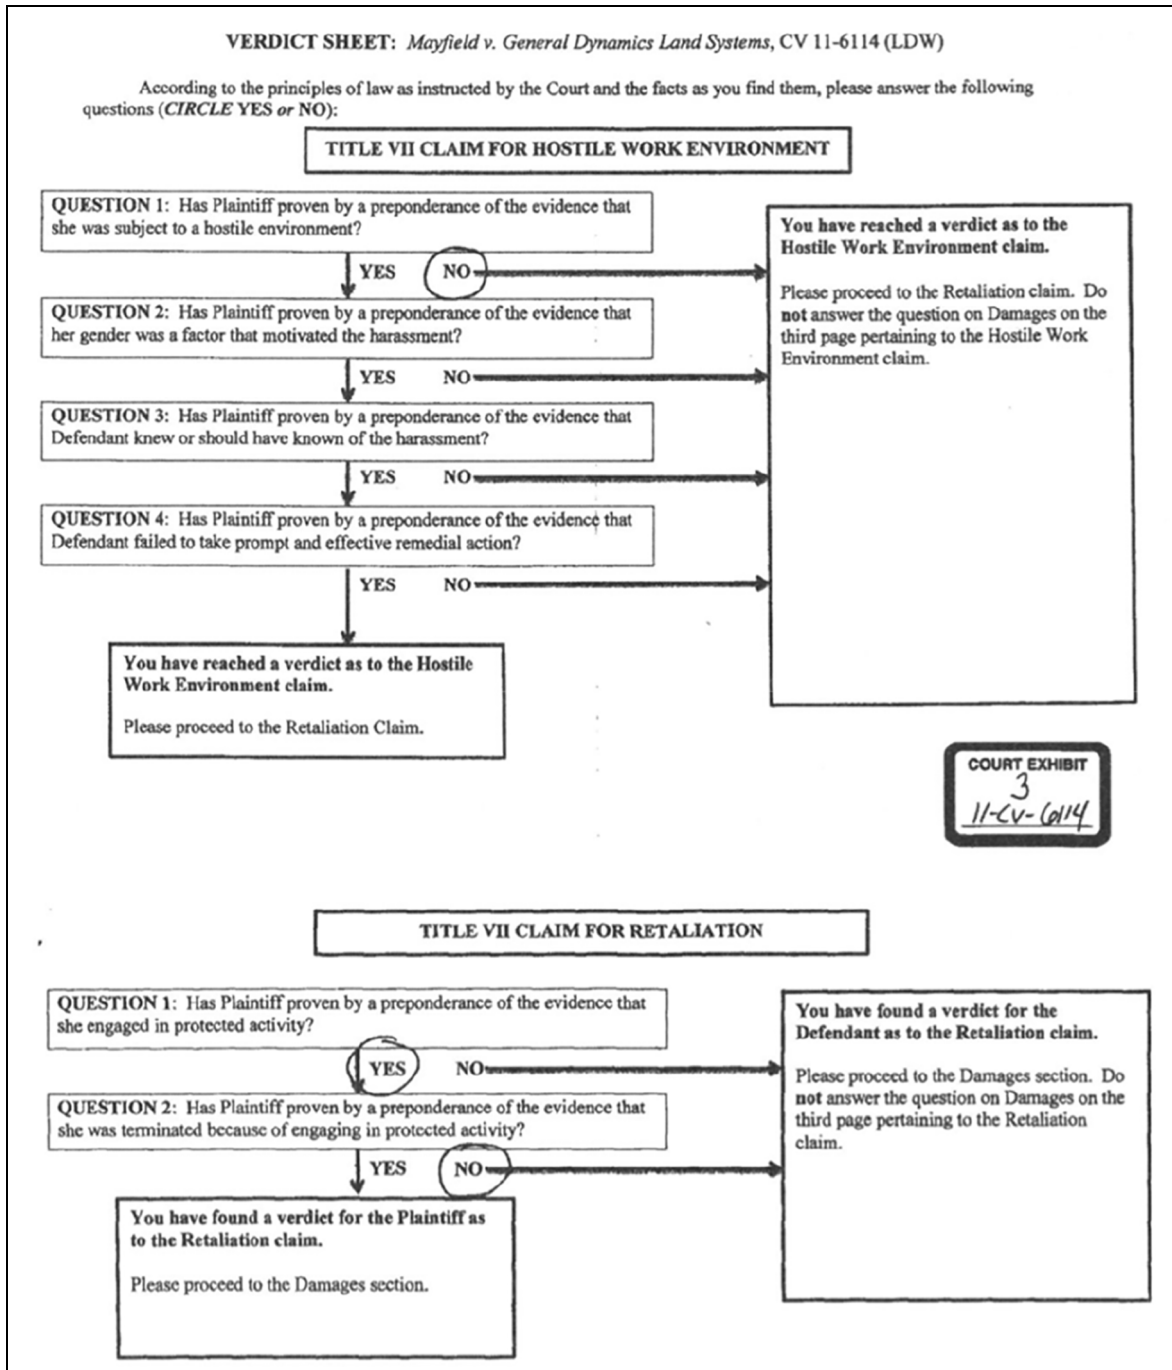 VERDICT SHEET: Mayfield v. General Dynamics Land Systems, CV 11-6114 (LDW)
According to the principles of law as instructed by the Court and the facts as you find them, please answer the following
questions (CIRCLE YES or NO):
TITLE VII CLAIM FOR HOSTILE WORK ENVIRONMENT
QUESTION 1: Has Plaintiff proven by a preponderance of the evidence that
she was subject to a hostile environment?
YES NO
QUESTION 2: Has Plaintiff proven by a preponderance of the evidence that
her gender was a factor that motivated the harassment?
YES NO
QUESTION 3: Has Plaintiff proven by a preponderance of the evidence that
Defendant knew or should have known of the harassment?
YES NO
QUESTION 4: Has Plaintiff proven by a preponderance of the evidence that
Defendant failed to take prompt and effective remedial action?
YES NO
You have reached a verdict as to the
Hostile Work Environment claim.
Please proceed to the Retaliation claim. Do
not answer the question on Damages on the
third page pertaining to the Hostile Work
Environment claim.
You have reached a verdict as to the Hostile
Work Environment claim.
Please proceed to the Retaliation Claim.
COURT EXHIBIT
3
11-CV-6114
TITLE VII CLAIM FOR RETALIATION
QUESTION 1: Has Plaintiff proven by a preponderance of the evidence that
she engaged in protected activity?
YES NO
QUESTION 2: Has Plaintiff proven by a preponderance of the evidence that
she was terminated because of engaging in protected activity?
YES NO
You have found a verdict for the
Defendant as to the Retaliation claim.
Please proceed to the Damages section. Do
not answer the question on Damages on the
third page pertaining to the Retaliation
claim.
You have found a verdict for the Plaintiff as
to the Retaliation claim.
Please proceed to the Damages section.